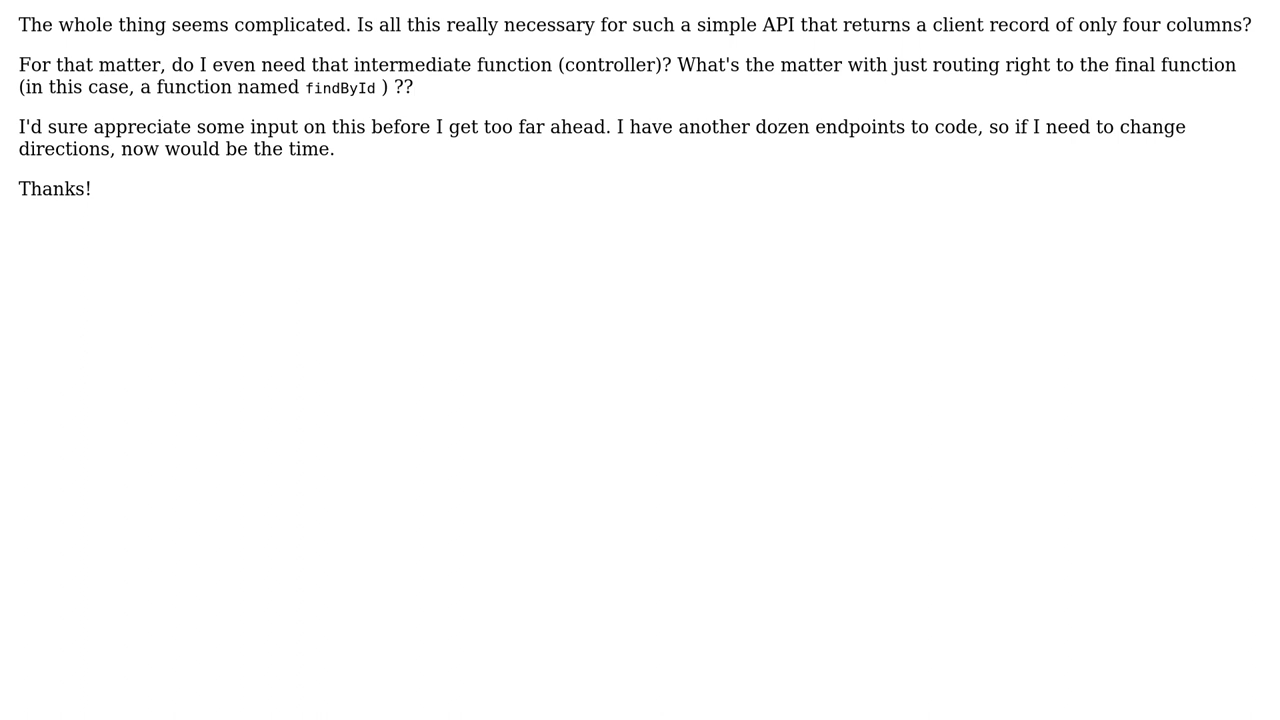 The whole thing seems complicated. Is all this really necessary for such a simple API that returns a client record of only four columns?
For that matter, do I even need that intermediate function (controller)? What's the matter with just routing right to the final function
(in this case, a function named findById ) ??
I'd sure appreciate some input on this before I get too far ahead. I have another dozen endpoints to code, so if I need to change
directions, now would be the time.
Thanks!